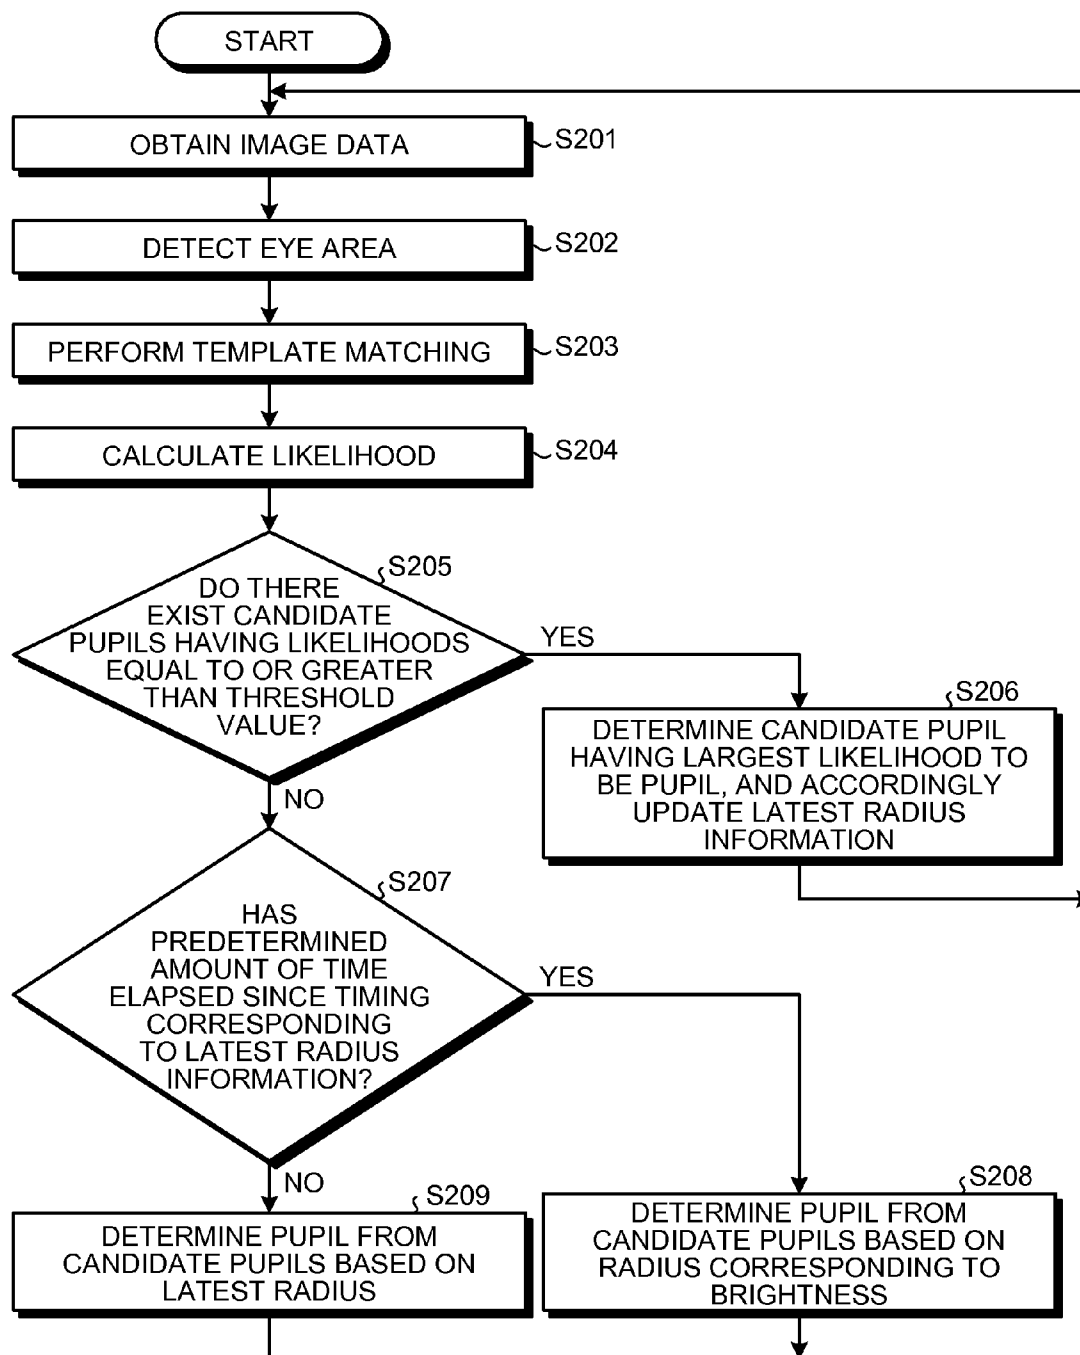 START
OBTAIN IMAGE DATA
S201
DETECT EYE AREA
S202
PERFORM TEMPLATE MATCHING
S203
CALCULATE LIKELIHOOD
S204
S205
DO THERE
EXIST CANDIDATE
PUPILS HAVING LIKELIHOODS
EQUAL TO OR GREATER
THAN THRESHOLD
VALUE?
YES
NO
S206
DETERMINE CANDIDATE PUPIL
HAVING LARGEST LIKELIHOOD TO
BE PUPIL, AND ACCORDINGLY
UPDATE LATEST RADIUS
INFORMATION
S207
HAS
PREDETERMINED
AMOUNT OF TIME
ELAPSED SINCE TIMING
CORRESPONDING
TO LATEST RADIUS
INFORMATION?
YES
NO
S209
DETERMINE PUPIL FROM
CANDIDATE PUPILS BASED ON
LATEST RADIUS
S208
DETERMINE PUPIL FROM
CANDIDATE PUPILS BASED ON
RADIUS CORRESPONDING TO
BRIGHTNESS